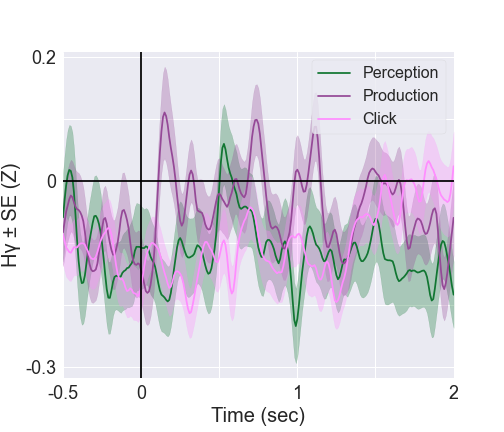 0.2
0
-0.3
Hγ ± SE (Z)
Perception
Production
Click
-0.5
0
1
2
Time (sec)